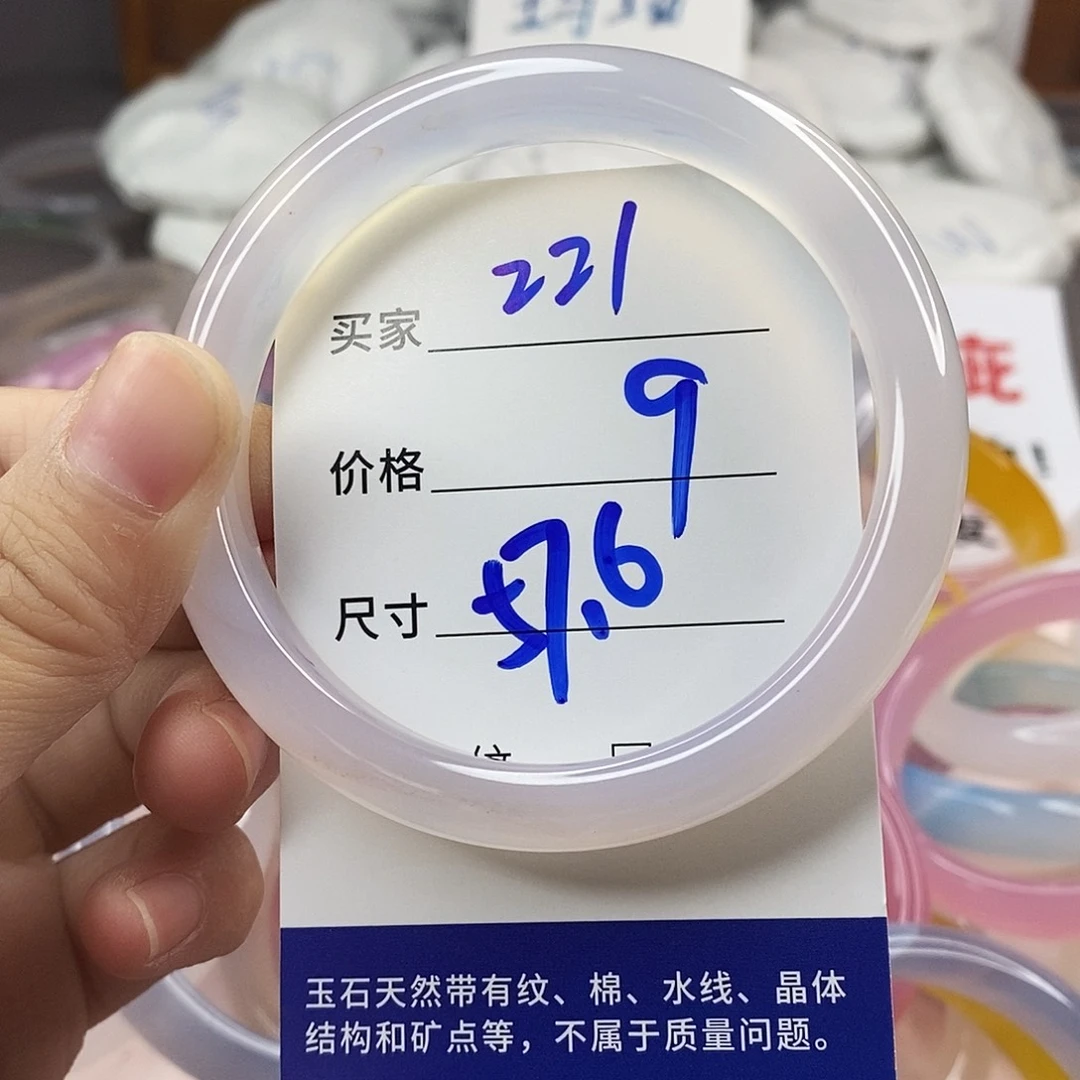 买家 221
价格 9
尺寸 57.6
玉石天然带有纹、棉、水线、晶体
结构和矿点等，不属于质量问题。